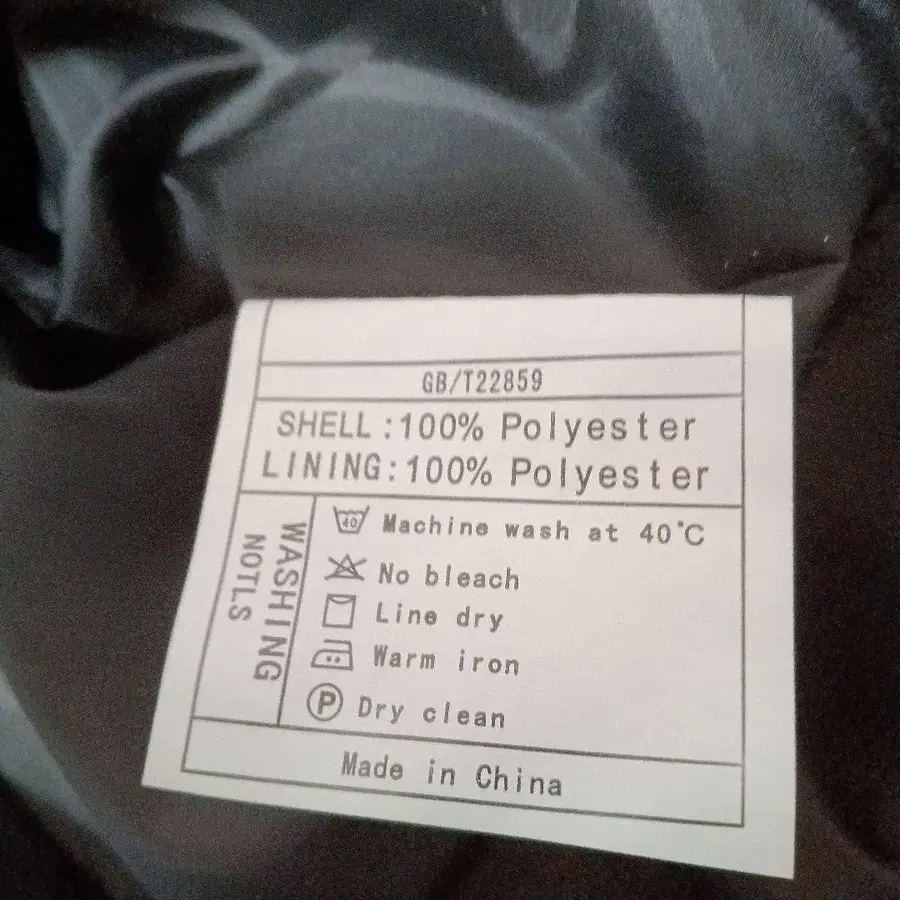 GB/T22859
SHELL:100% Polyester
LINING:100% Polyester
WASHING
NOTLS
40 Machine wash at 40°C
No bleach
Line dry
Warm iron
P Dry clean
Made in China